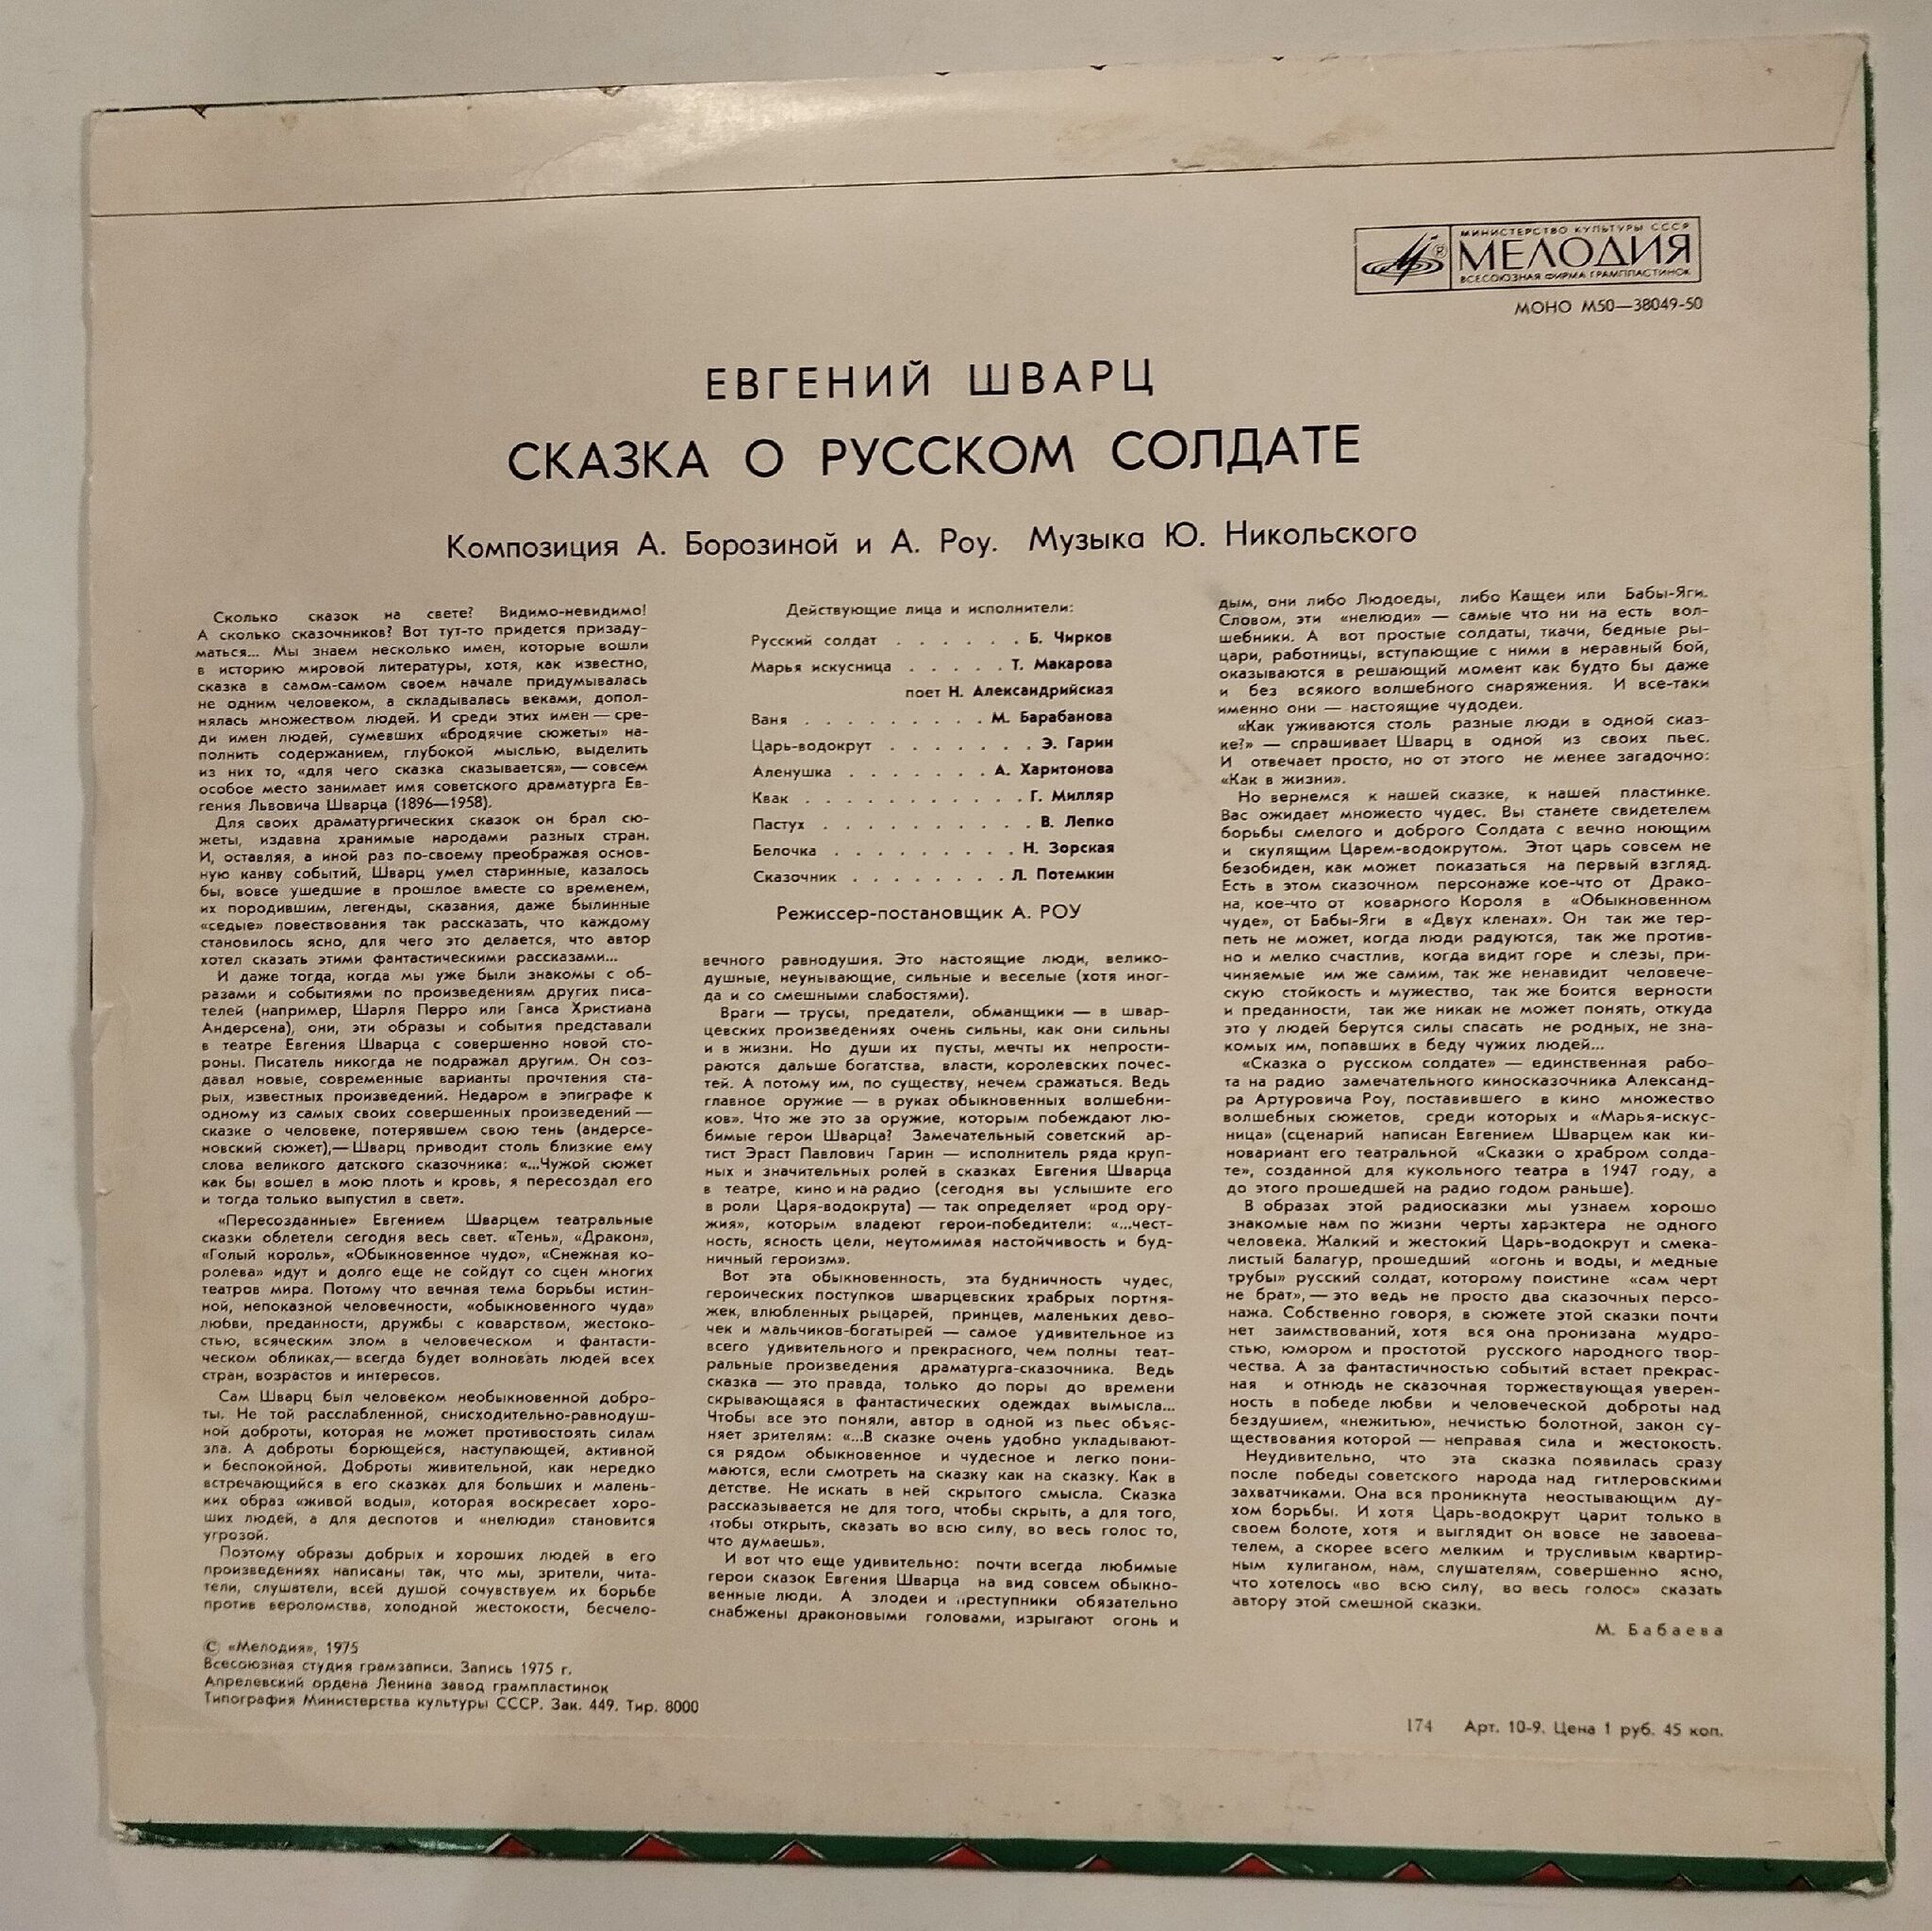 МИНИСТЕРСТВО КУЛЬТУРЫ СССР
МЕЛОДИЯ
ВСЕСОЮЗНАЯ ФИРМА ГРАМПЛАСТИНОК
МОНО М50—38049-50
ЕВГЕНИЙ ШВАРЦ
СКАЗКА О РУССКОМ СОЛДАТЕ
Композиция А. Борозиной и А. Роу. Музыка Ю. Никольского
Сколько сказок на свете? Видимо-невидимо!
А сколько сказочников? Вот тут-то придется призаду-
маться... Мы знаем несколько имен, которые вошли
в историю мировой литературы, хотя, как известно,
сказка в самом-самом своем начале придумывалась
не одним человеком, а складывалась веками, допол-
нялась множеством людей. И среди этих имен — сре-
ди имен людей, сумевших «бродячие сюжеты» на-
полнить содержанием, глубокой мыслью, выделить
из них то, «для чего сказка сказывается», — совсем
особое место занимает имя советского драматурга Ев-
гения Львовича Шварца (1896—1958).
Для своих драматургических сказок он брал сю-
жеты, издавна хранимые народами разных стран.
И, оставляя, а иной раз по-своему преображая основ-
ную канву событий, Шварц умел старинные, казалось
бы, вовсе ушедшие в прошлое вместе со временем,
их породившим, легенды, сказания, даже былинные
«седые» повествования так рассказать, что каждому
становилось ясно, для чего это делается, что автор
хотел сказать этими фантастическими рассказами...
И даже тогда, когда мы уже были знакомы с об-
разами и событиями по произведениям других писа-
телей (например, Шарля Перро или Ганса Христиана
Андерсена), они, эти образы и события представали
в театре Евгения Шварца с совершенно новой сто-
роны. Писатель никогда не подражал другим. Он соз-
давал новые, современные варианты прочтения ста-
рых, известных произведений. Недаром в эпиграфе к
одному из самых своих совершенных произведений —
сказке о человеке, потерявшем свою тень (андерсе-
новский сюжет),— Шварц приводит столь близкие ему
слова великого датского сказочника: «...Чужой сюжет
как бы вошел в мою плоть и кровь, я пересоздал его
и тогда только выпустил в свет».
«Пересозданные» Евгением Шварцем театральные
сказки облетели сегодня весь свет. «Тень», «Дракон»,
«Голый король», «Обыкновенное чудо», «Снежная ко-
ролева» идут и долго еще не сойдут со сцен многих
театров мира. Потому что вечная тема борьбы истин-
ной, непоказной человечности, «обыкновенного чуда»
любви, преданности, дружбы с коварством, жестоко-
стью, всяческим злом в человеческом и фантасти-
ческом обликах,— всегда будет волновать людей всех
стран, возрастов и интересов.
Сам Шварц был человеком необыкновенной добро-
ты. Не той расслабленной, снисходительно-равнодуш-
ной доброты, которая не может противостоять силам
зла. А доброты борющейся, наступающей, активной
и беспокойной. Доброты живительной, как нередко
встречающийся в его сказках для больших и малень-
ких образ «живой воды», которая воскресает хоро-
ших людей, а для деспотов и «нелюди» становится
угрозой.
Поэтому образы добрых и хороших людей в его
произведениях написаны так, что мы, зрители, чита-
тели, слушатели, всей душой сочувствуем их борьбе
против вероломства, холодной жестокости, бесчело-
Действующие лица и исполнители:
Русский солдат . . . . . . Б. Чирков
Марья искусница . . . . . Т. Макарова
поет Н. Александрийская
Ваня . . . . . . . . . М. Барабанова
Царь-водокрут . . . . . . . Э. Гарин
Аленушка . . . . . . . А. Харитонова
Квак . . . . . . . . . . . Г. Милляр
Пастух . . . . . . . . . . В. Лепко
Белочка . . . . . . . . . Н. Зорская
Сказочник . . . . . . . . Л. Потемкин
Режиссер-постановщик А. РОУ
вечного равнодушия. Это настоящие люди, велико-
душные, неунывающие, сильные и веселые (хотя иног-
да и со смешными слабостями).
Враги — трусы, предатели, обманщики — в швар-
цевских произведениях очень сильны, как они сильны
и в жизни. Но души их пусты, мечты их непрости-
раются дальше богатства, власти, королевских почес-
тей. А потому им, по существу, нечем сражаться. Ведь
главное оружие — в руках обыкновенных волшебни-
ков». Что же это за оружие, которым побеждают лю-
бимые герои Шварца? Замечательный советский ар-
тист Эраст Павлович Гарин — исполнитель ряда круп-
ных и значительных ролей в сказках Евгения Шварца
в театре, кино и на радио (сегодня вы услышите его
в роли Царя-водокрута) — так определяет «род ору-
жия», которым владеют герои-победители: «...чест-
ность, ясность цели, неутомимая настойчивость и буд-
ничный героизм».
Вот эта обыкновенность, эта будничность чудес,
героических поступков шварцевских храбрых портня-
жек, влюбленных рыцарей, принцев, маленьких дево-
чек и мальчиков-богатырей — самое удивительное из
всего удивительного и прекрасного, чем полны теат-
ральные произведения драматурга-сказочника. Ведь
сказка — это правда, только до поры до времени
скрывающаяся в фантастических одеждах вымысла...
Чтобы все это поняли, автор в одной из пьес объяс-
няет зрителям: «...В сказке очень удобно укладывают-
ся рядом обыкновенное и чудесное и легко пони-
маются, если смотреть на сказку как на сказку. Как в
детстве. Не искать в ней скрытого смысла. Сказка
рассказывается не для того, чтобы скрыть, а для того,
чтобы открыть, сказать во всю силу, во весь голос то,
что думаешь».
И вот что еще удивительно: почти всегда любимые
герои сказок Евгения Шварца на вид совсем обыкно-
венные люди. А злодеи и преступники обязательно
снабжены драконовыми головами, изрыгают огонь и
дым, они либо Людоеды, либо Кащеи или Бабы-Яги.
Словом, эти «нелюди» — самые что ни на есть вол-
шебники. А вот простые солдаты, ткачи, бедные ры-
цари, работницы, вступающие с ними в неравный бой,
оказываются в решающий момент как будто бы даже
и без всякого волшебного снаряжения. И все-таки
именно они — настоящие чудодеи.
«Как уживаются столь разные люди в одной сказ-
ке?» — спрашивает Шварц в одной из своих пьес.
И отвечает просто, но от этого не менее загадочно:
«Как в жизни».
Но вернемся к нашей сказке, к нашей пластинке.
Вас ожидает множесто чудес. Вы станете свидетелем
борьбы смелого и доброго Солдата с вечно ноющим
и скулящим Царем-водокрутом. Этот царь совсем не
безобиден, как может показаться на первый взгляд.
Есть в этом сказочном персонаже кое-что от Драко-
на, кое-что от коварного Короля в «Обыкновенном
чуде», от Бабы-Яги в «Двух кленах». Он так же тер-
петь не может, когда люди радуются, так же против-
но и мелко счастлив, когда видит горе и слезы, при-
чиняемые им же самим, так же ненавидит человече-
скую стойкость и мужество, так же боится верности
и преданности, так же никак не может понять, откуда
это у людей берутся силы спасать не родных, не зна-
комых им, попавших в беду чужих людей...
«Сказка о русском солдате» — единственная рабо-
та на радио замечательного киносказочника Александ-
ра Артуровича Роу, поставившего в кино множество
волшебных сюжетов, среди которых и «Марья-искус-
ница» (сценарий написан Евгением Шварцем как ки-
новариант его театральной «Сказки о храбром солда-
те», созданной для кукольного театра в 1947 году, а
до этого прошедшей на радио годом раньше).
В образах этой радиосказки мы узнаем хорошо
знакомые нам по жизни черты характера не одного
человека. Жалкий и жестокий Царь-водокрут и смека-
листый балагур, прошедший «огонь и воды, и медные
трубы» русский солдат, которому поистине «сам черт
не брат»,— это ведь не просто два сказочных персо-
нажа. Собственно говоря, в сюжете этой сказки почти
нет заимствований, хотя вся она пронизана мудро-
стью, юмором и простотой русского народного твор-
чества. А за фантастичностью событий встает прекрас-
ная и отнюдь не сказочная торжествующая уверен-
ность в победе любви и человеческой доброты над
бездушием, «нежитью», нечистью болотной, закон су-
ществования которой — неправая сила и жестокость.
Неудивительно, что эта сказка появилась сразу
после победы советского народа над гитлеровскими
захватчиками. Она вся проникнута неостывающим ду-
хом борьбы. И хотя Царь-водокрут царит только в
своем болоте, хотя и выглядит он вовсе не завоева-
телем, а скорее всего мелким и трусливым квартир-
ным хулиганом, нам, слушателям, совершенно ясно,
что хотелось «во всю силу, во весь голос» сказать
автору этой смешной сказки.
М. Бабаева
© «Мелодия», 1975
Всесоюзная студия грамзаписи. Запись 1975 г.
Апрелевский ордена Ленина завод грампластинок
Типография Министерства культуры СССР. Зак. 449. Тир. 8000
174 Арт. 10-9. Цена 1 руб. 45 коп.